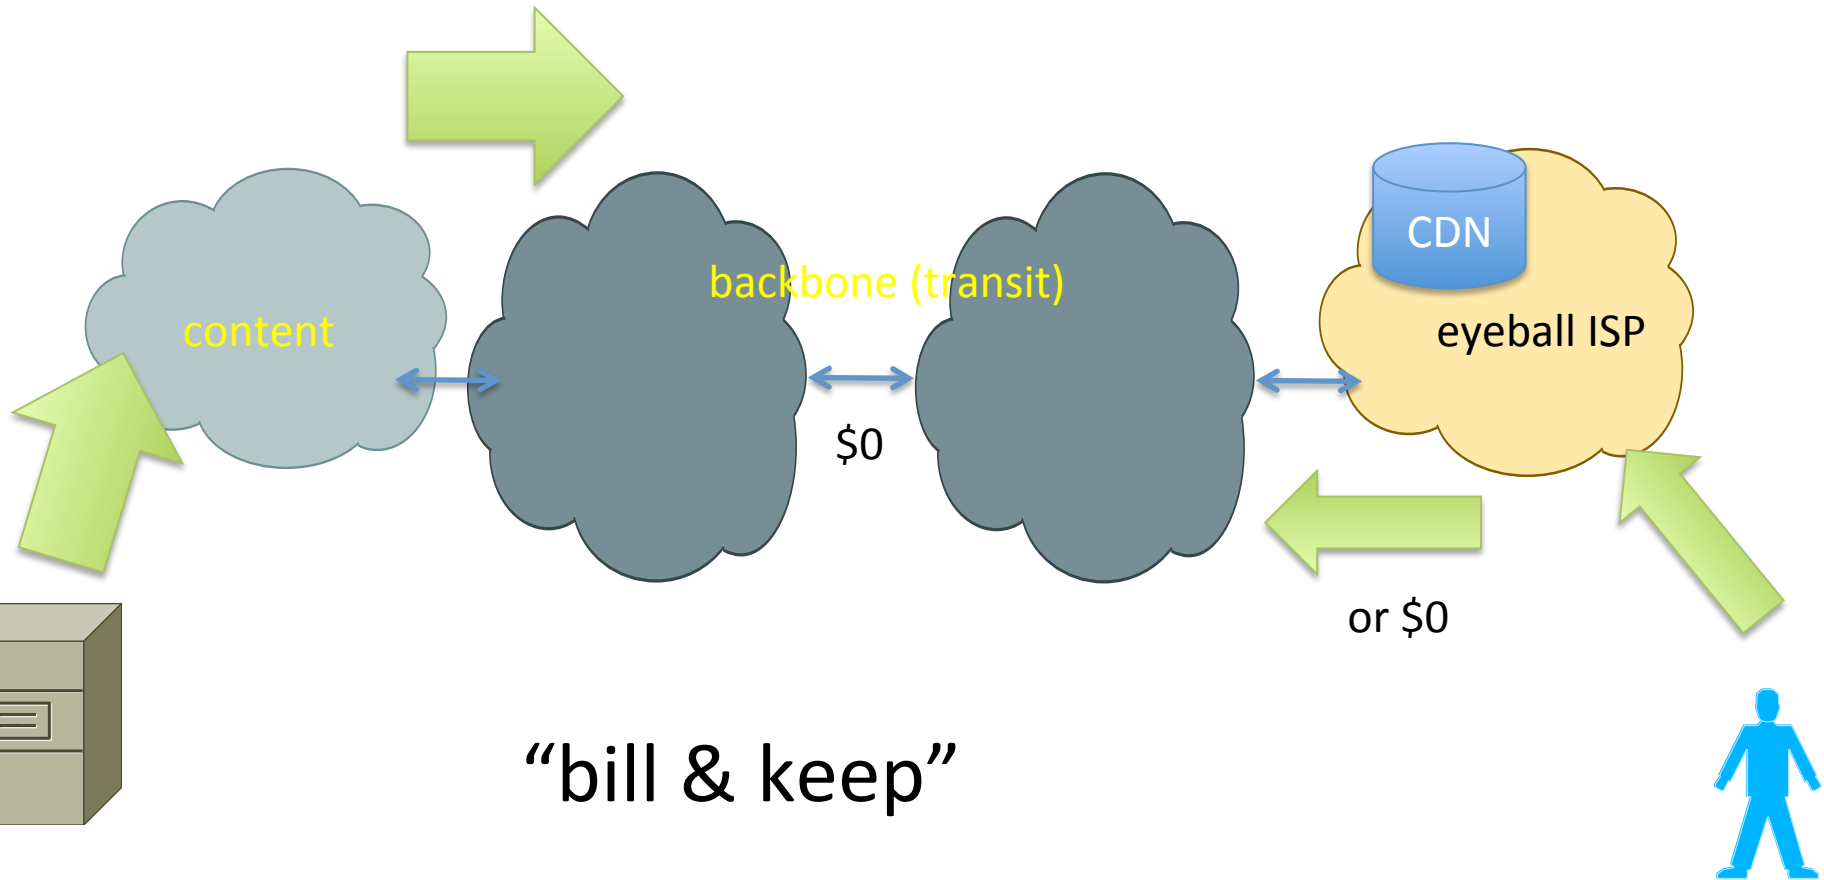 CDN
backbone (transit)
content
eyeball ISP
$0
or $0
“bill & keep”